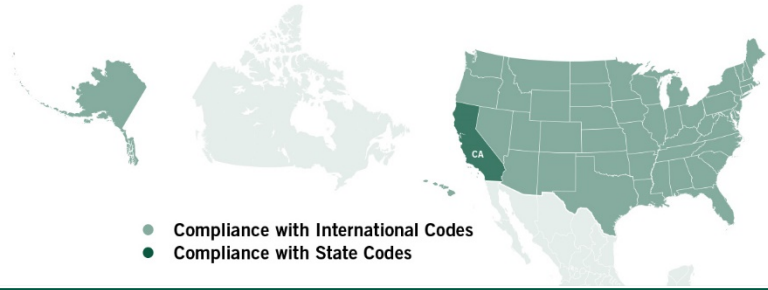 CA
Compliance with International Codes
Compliance with State Codes